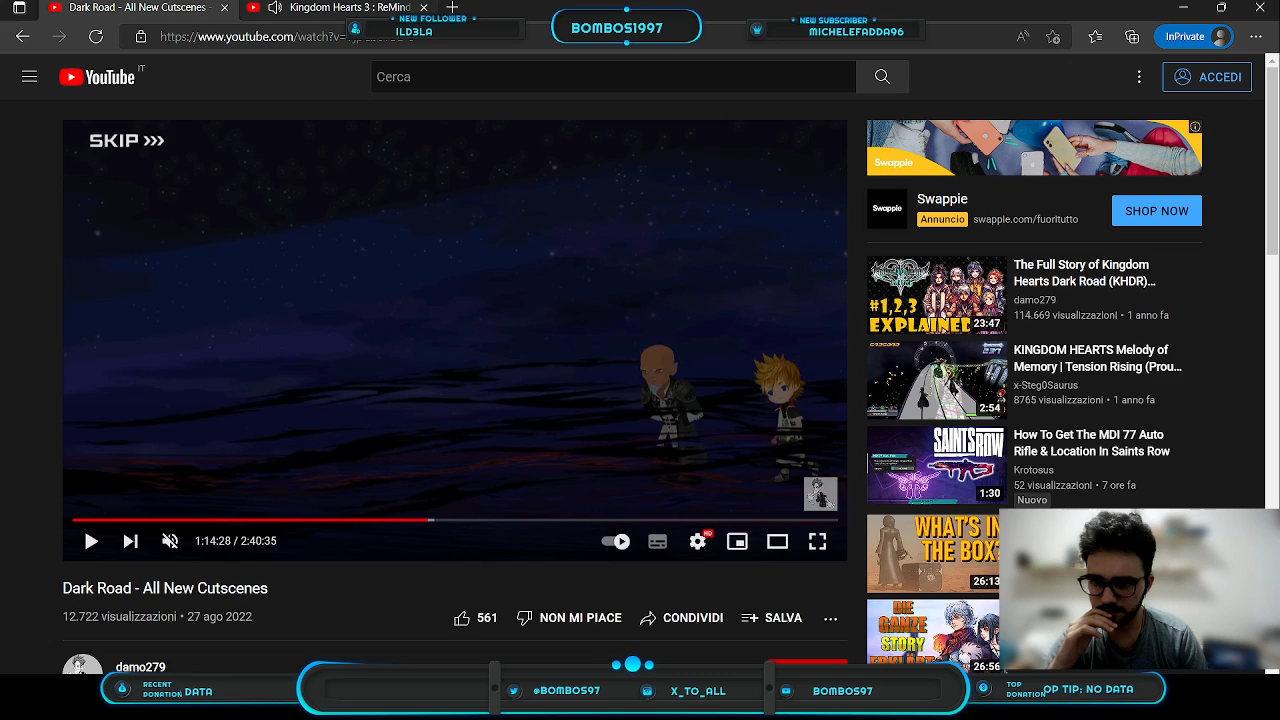 Dark Road - All New Cutscenes -
Kingdom Hearts 3 : ReMind
NEW FOLLOWER
ILD3LA
BOMBOS1997
NEW SUBSCRIBER
MICHELEFADDA96
https://www.youtube.com/watch?v=
InPrivate
YouTube IT
Cerca
ACCEDI
SKIP >>>
Swappie
Swappie
Swappie
Annuncio swapple.com/fuoriltutto
SHOP NOW
The Full Story of Kingdom
Hearts Dark Road (KHDR)...
damo279
114.669 visualizzazioni • 1 anno fa
#1,2,3
EXPLAINED
23:47
KINGDOM HEARTS Melody of
Memory | Tension Rising (Prou...
x-Steg0Saurus
8765 visualizzazioni • 1 anno fa
2:54
How To Get The MDI 77 Auto
Rifle & Location In Saints Row
Krotosus
52 visualizzazioni • 7 ore fa
Nuovo
SAINTS ROW
1:30
WHAT'S IN
THE BOX?
26:13
DIE
GANZE
STORY
ERKLÄRT
26:56
1:14:28 / 2:40:35
HD
Dark Road - All New Cutscenes
12.722 visualizzazioni • 27 ago 2022
561
NON MI PIACE
CONDIVIDI
SALVA
damo279
RECENT
DONATION
DATA
@BOMBOS97
X_TO_ALL
BOMBOS97
TOP
DONATION
OP TIP: NO DATA